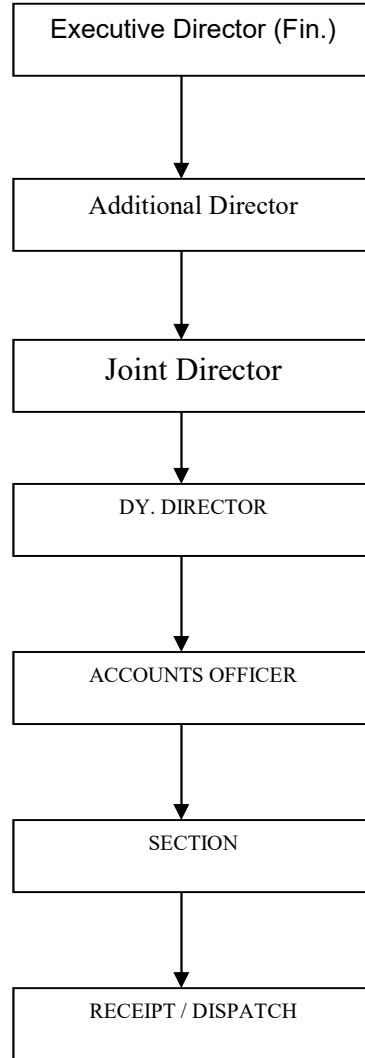 Executive Director (Fin.)
Additional Director
Joint Director
DY. DIRECTOR
ACCOUNTS OFFICER
SECTION
RECEIPT / DISPATCH